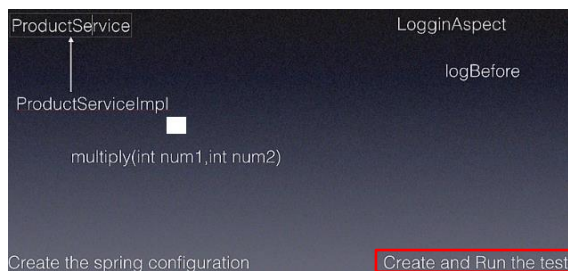 ProductService
LogginAspect
logBefore
ProductServiceImpl
multiply(int num1,int num2)
Create the spring configuration
Create and Run the test